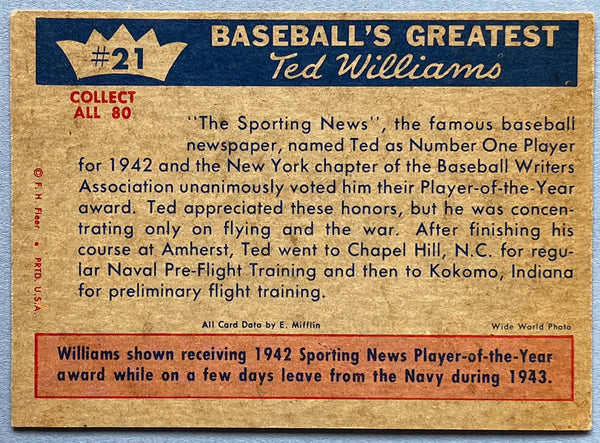 #21
BASEBALL'S GREATEST
Ted Williams
COLLECT
ALL 80
"The Sporting News", the famous baseball
newspaper, named Ted as Number One Player
for 1942 and the New York chapter of the Baseball Writers
Association unanimously voted him their Player-of-the-Year
award. Ted appreciated these honors, but he was concen-
trating only on flying and the war. After finishing his
course at Amherst, Ted went to Chapel Hill, N.C. for regu-
lar Naval Pre-Flight Training and then to Kokomo, Indiana
for preliminary flight training.
© F. H. Fleer • PRTD. U.S.A
All Card Data by E. Mifflin
Wide World Photo
Williams shown receiving 1942 Sporting News Player-of-the-Year
award while on a few days leave from the Navy during 1943.